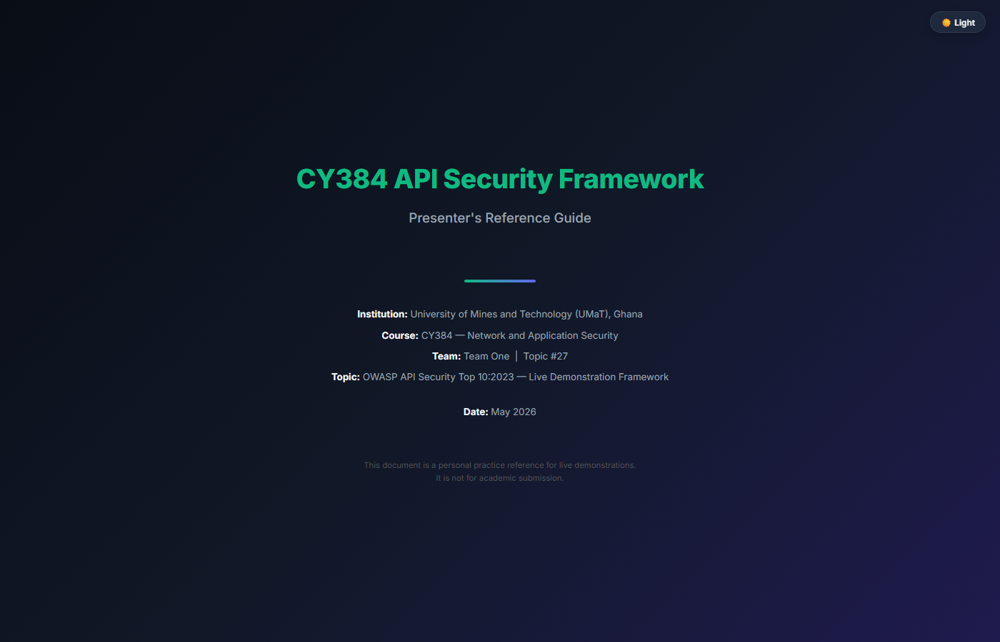 Light
CY384 API Security Framework
Presenter's Reference Guide
Institution: University of Mines and Technology (UMaT), Ghana
Course: CY384 — Network and Application Security
Team: Team One | Topic #27
Topic: OWASP API Security Top 10:2023 — Live Demonstration Framework
Date: May 2026
This document is a personal practice reference for live demonstrations.
It is not for academic submission.